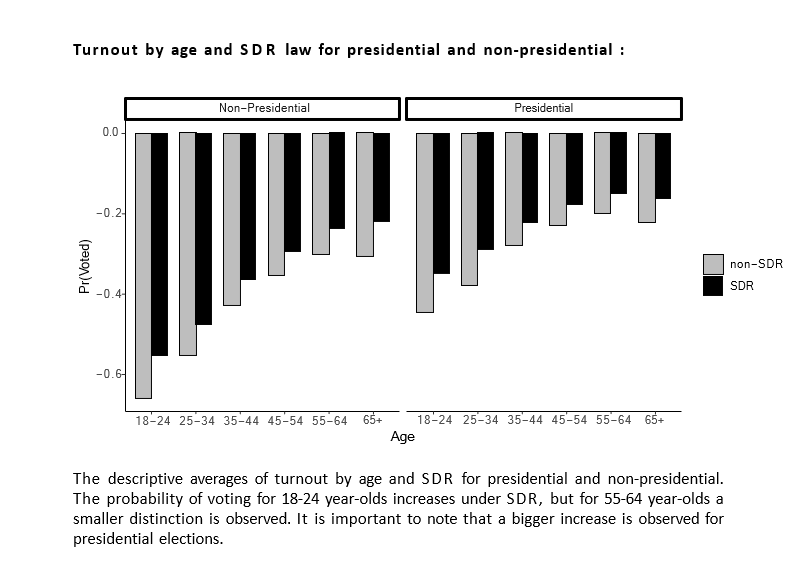 Turnout by age and SDR law for presidential and non-presidential :
Non−Presidential
Presidential
0.0
−0.2
−0.4
−0.6
Pr(Voted)
18−24 25−34 35−44 45−54 55−64 65+
18−24 25−34 35−44 45−54 55−64 65+
Age
non−SDR
SDR
The descriptive averages of turnout by age and SDR for presidential and non-presidential.
The probability of voting for 18-24 year-olds increases under SDR, but for 55-64 year-olds a
smaller distinction is observed. It is important to note that a bigger increase is observed for
presidential elections.